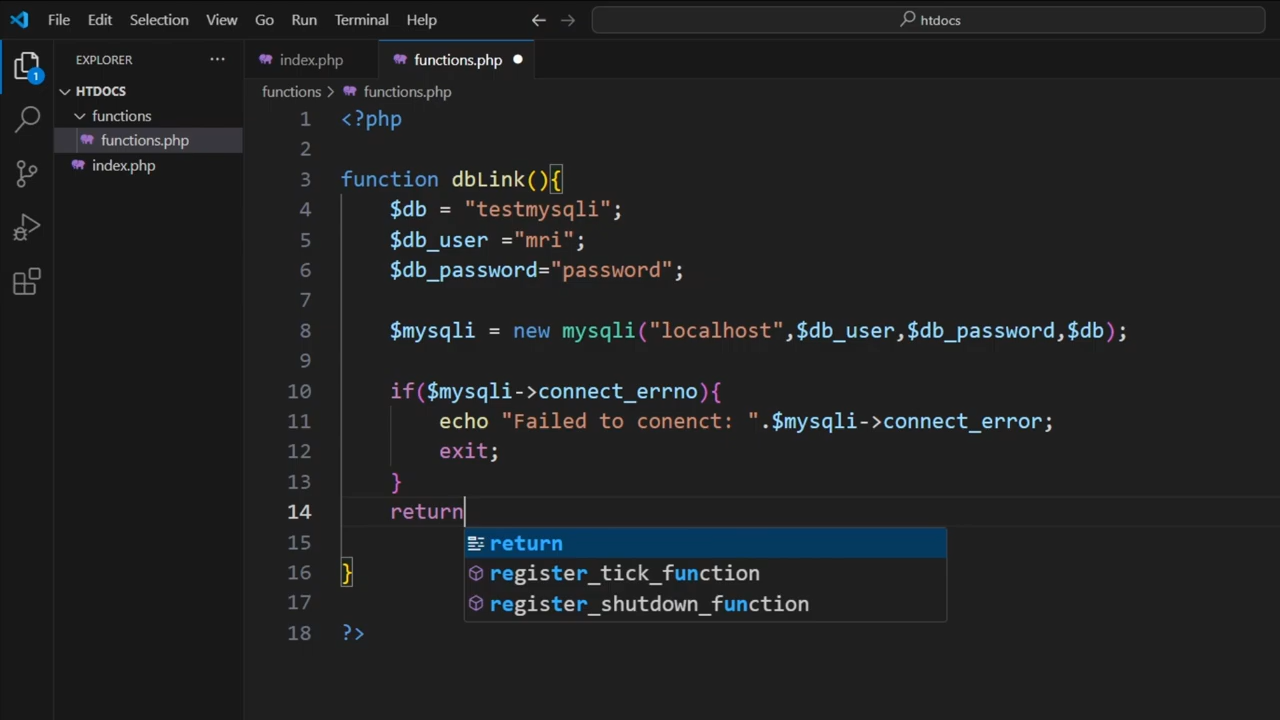 File Edit Selection View Go Run Terminal Help
htdocs
EXPLORER
1
HTDOCS
functions
functions.php
index.php
index.php
functions.php
functions > functions.php
1 <?php
2
3 function dbLink(){
4 $db = "testmysqli";
5 $db_user ="mri";
6 $db_password="password";
7
8 $mysqli = new mysqli("localhost",$db_user,$db_password,$db);
9
10 if($mysqli->connect_errno){
11 echo "Failed to conenct: ".$mysqli->connect_error;
12 exit;
13 }
14 return
15
return
register_tick_function
register_shutdown_function
16 }
17
18 ?>